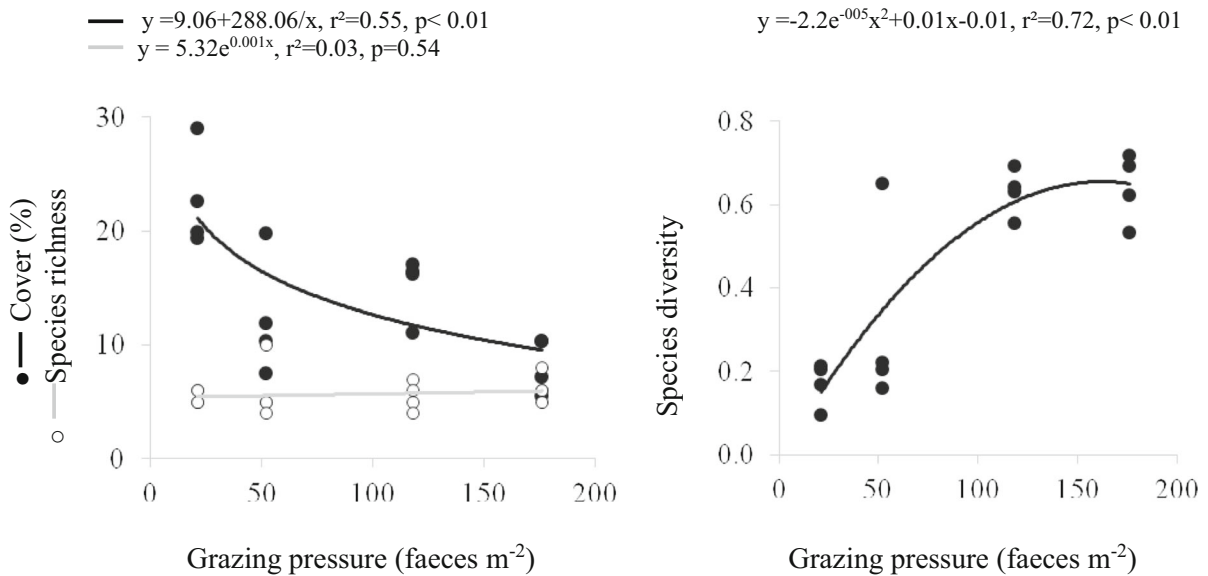 y =9.06+288.06/x, r²=0.55, p< 0.01
y = 5.32e^0.001x, r²=0.03, p=0.54
● Cover (%)
○ Species richness
30
20
10
0
0 50 100 150 200
Grazing pressure (faeces m⁻²)
y=-2.2e^-005x²+0.01x-0.01, r²=0.72, p< 0.01
Species diversity
0.8
0.6
0.4
0.2
0.0
0 50 100 150 200
Grazing pressure (faeces m⁻²)